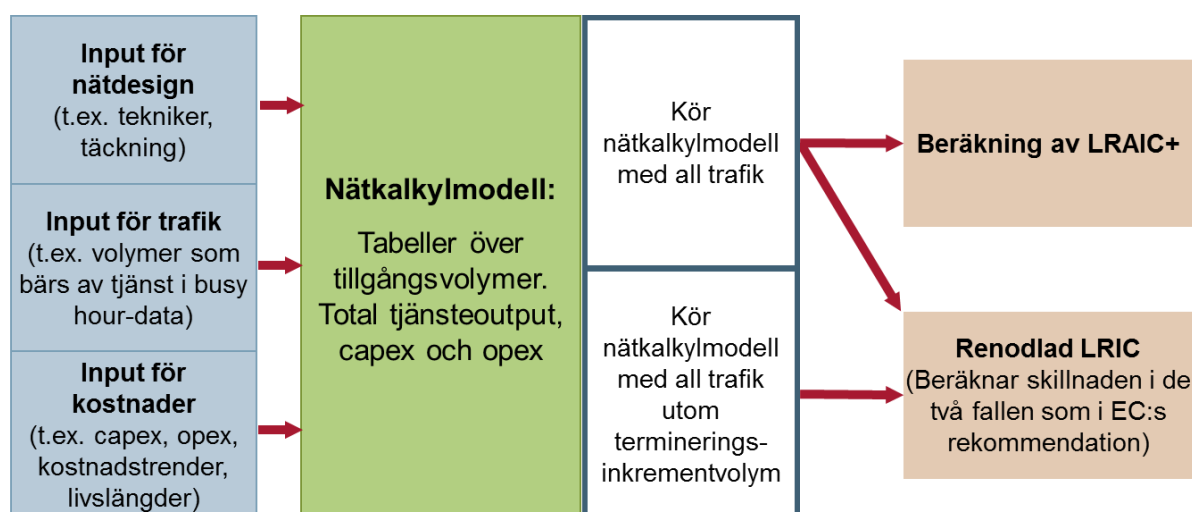 Input för
nätdesign
(t.ex. tekniker,
täckning)
Input för trafik
(t.ex. volymer som
bärs av tjänst i busy
hour-data)
Input för
kostnader
(t.ex. capex, opex,
kostnadstrender,
livslängder)
Nätkalkylmodell:
Tabeller över
tillgångsvolymer.
Total tjänsteoutput,
capex och opex
Kör
nätkalkylmodell
med all trafik
Kör
nätkalkylmodell
med all trafik
utom
terminerings-
inkrementvolym
Beräkning av LRAIC+
Renodlad LRIC
(Beräknar skillnaden i de
två fallen som i EC:s
rekommendation)